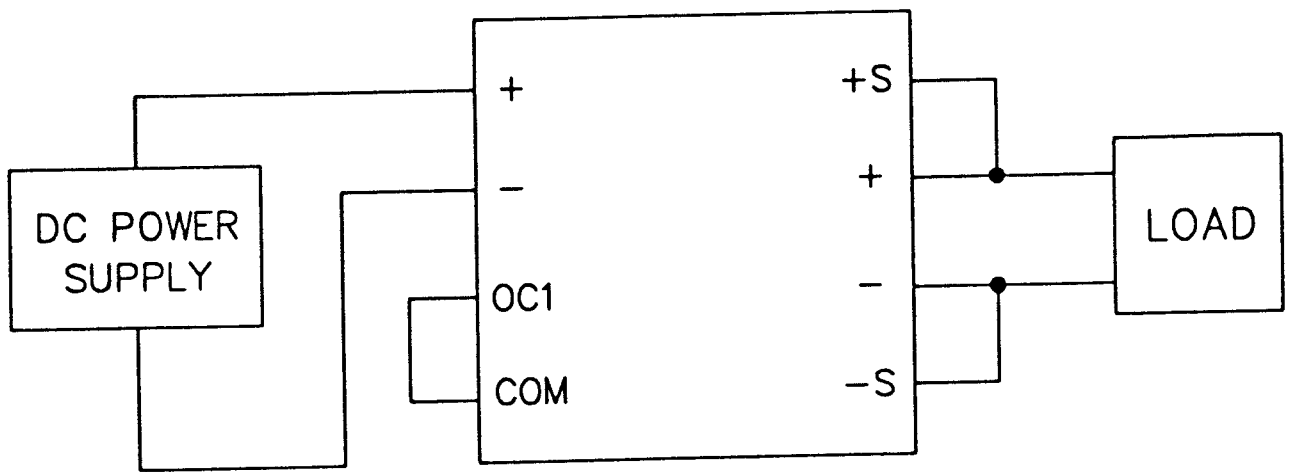 DC POWER
SUPPLY
+
-
OC1
COM
+S
+
-
-S
LOAD